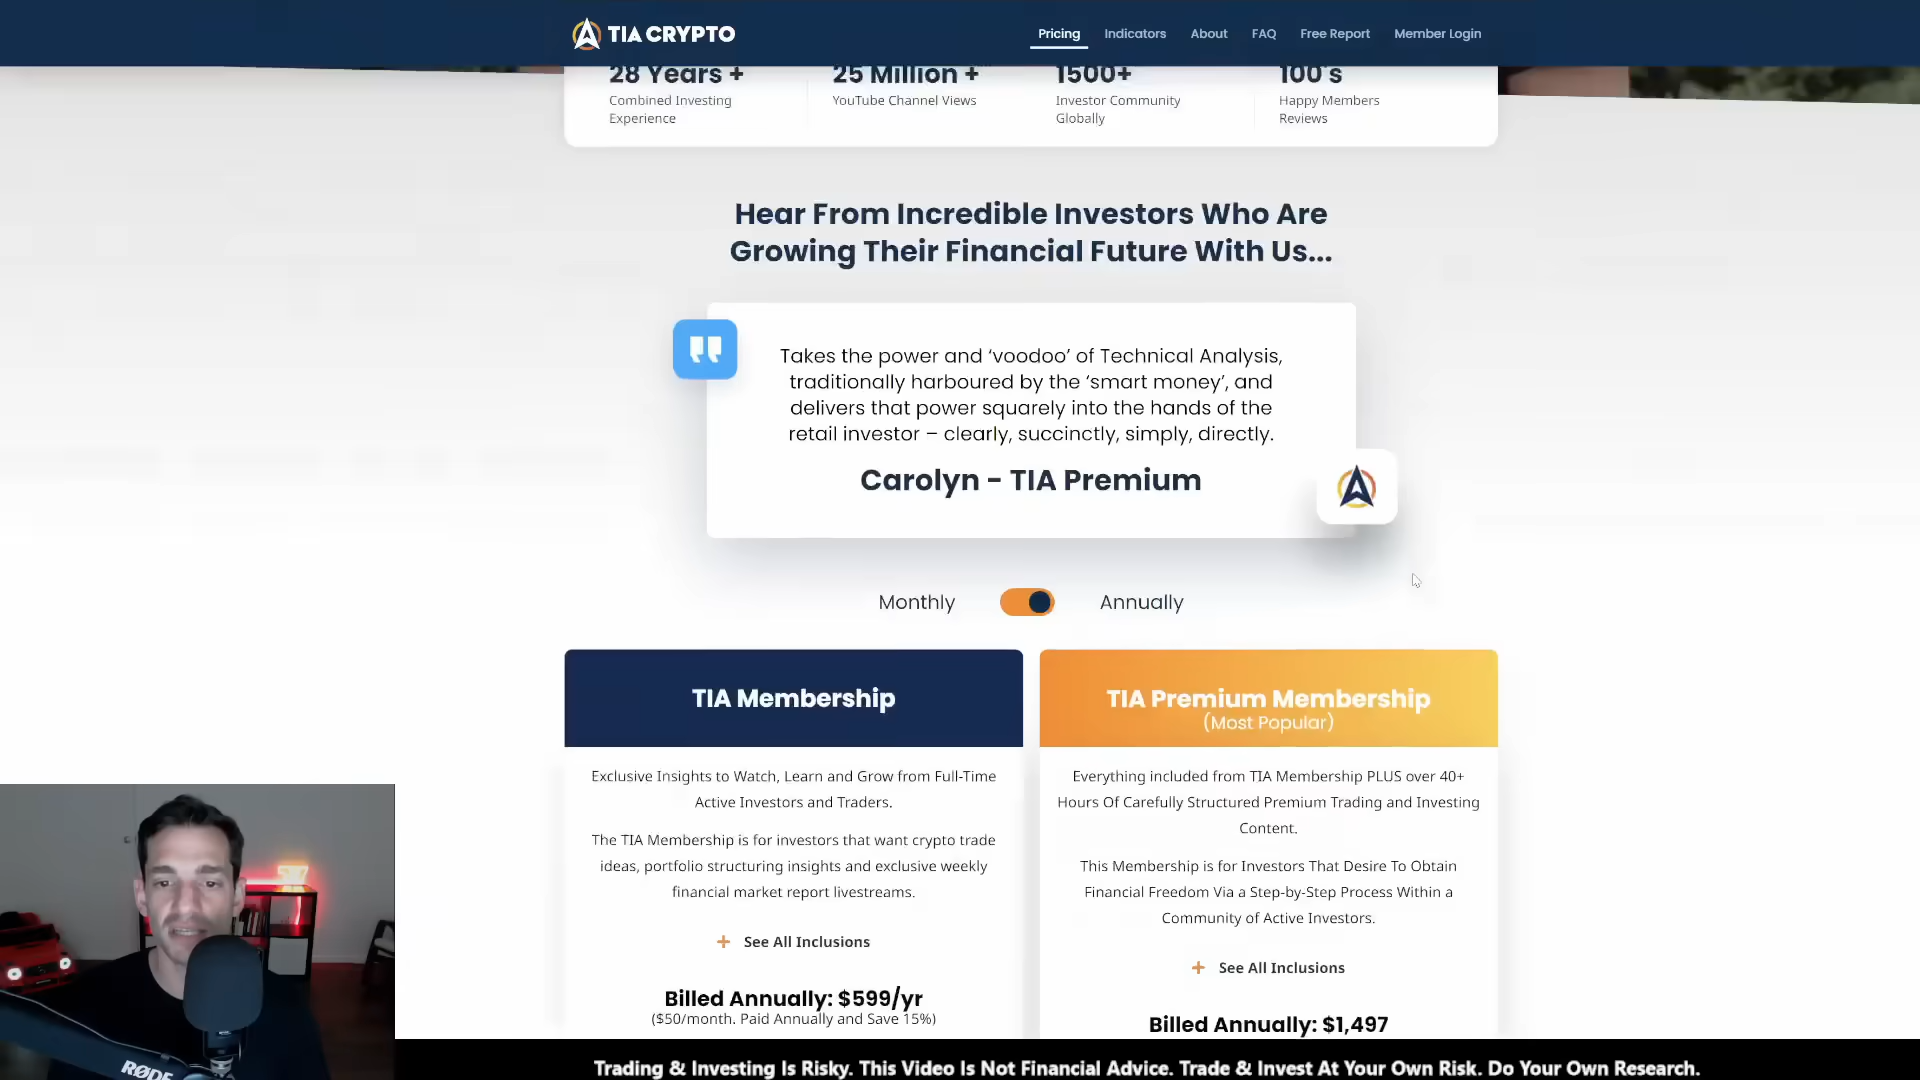 TIA CRYPTO
Pricing
Indicators
About
FAQ
Free Report
Member Login
28 Years +
Combined Investing
Experience
25 Million +
YouTube Channel Views
1500+
Investor Community
Globally
100's
Happy Members
Reviews
Hear From Incredible Investors Who Are
Growing Their Financial Future With Us...
Takes the power and ‘voodoo’ of Technical Analysis,
traditionally harboured by the ‘smart money’, and
delivers that power squarely into the hands of the
retail investor – clearly, succinctly, simply, directly.
Carolyn - TIA Premium
Monthly
Annually
TIA Membership
Exclusive Insights to Watch, Learn and Grow from Full-Time
Active Investors and Traders.
The TIA Membership is for investors that want crypto trade
ideas, portfolio structuring insights and exclusive weekly
financial market report livestreams.
+ See All Inclusions
Billed Annually: $599/yr
($50/month. Paid Annually and Save 15%)
TIA Premium Membership
(Most Popular)
Everything included from TIA Membership PLUS over 40+
Hours Of Carefully Structured Premium Trading and Investing
Content.
This Membership is for Investors That Desire To Obtain
Financial Freedom Via a Step-by-Step Process Within a
Community of Active Investors.
+ See All Inclusions
Billed Annually: $1,497
RØDE
Trading & Investing Is Risky. This Video Is Not Financial Advice. Trade & Invest At Your Own Risk. Do Your Own Research.